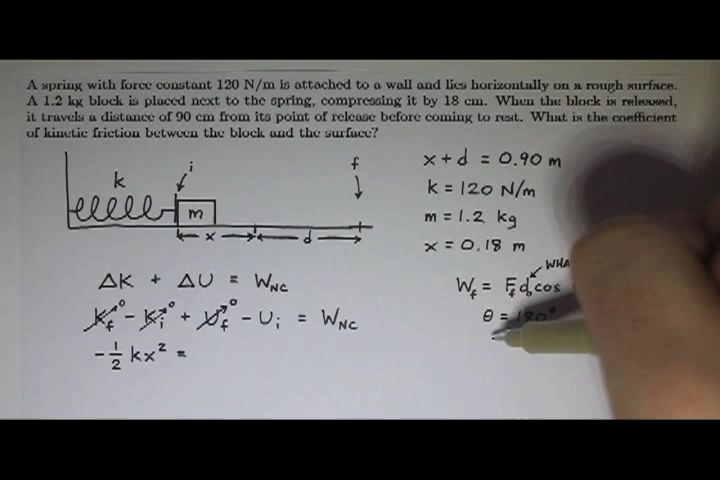 A spring with force constant 120 N/m is attached to a wall and lies horizontally on a rough surface.
A 1.2 kg block is placed next to the spring, compressing it by 18 cm. When the block is released,
it travels a distance of 90 cm from its point of release before coming to rest. What is the coefficient
of kinetic friction between the block and the surface?
k
i
f
m
x
d
x + d = 0.90 m
k = 120 N/m
m = 1.2 kg
x = 0.18 m
ΔK + ΔU = W_NC
K_f⁰ - K_i⁰ + U_f⁰ - U_i = W_NC
-½ kx² =
W_f = F_f d cos
θ = 180°